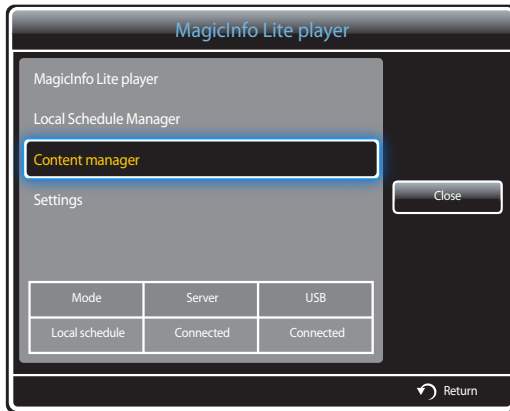 MagicInfo Lite player
MagicInfo Lite player
Local Schedule Manager
Content manager
Settings
Close
Mode Server USB
Local schedule Connected Connected
Return